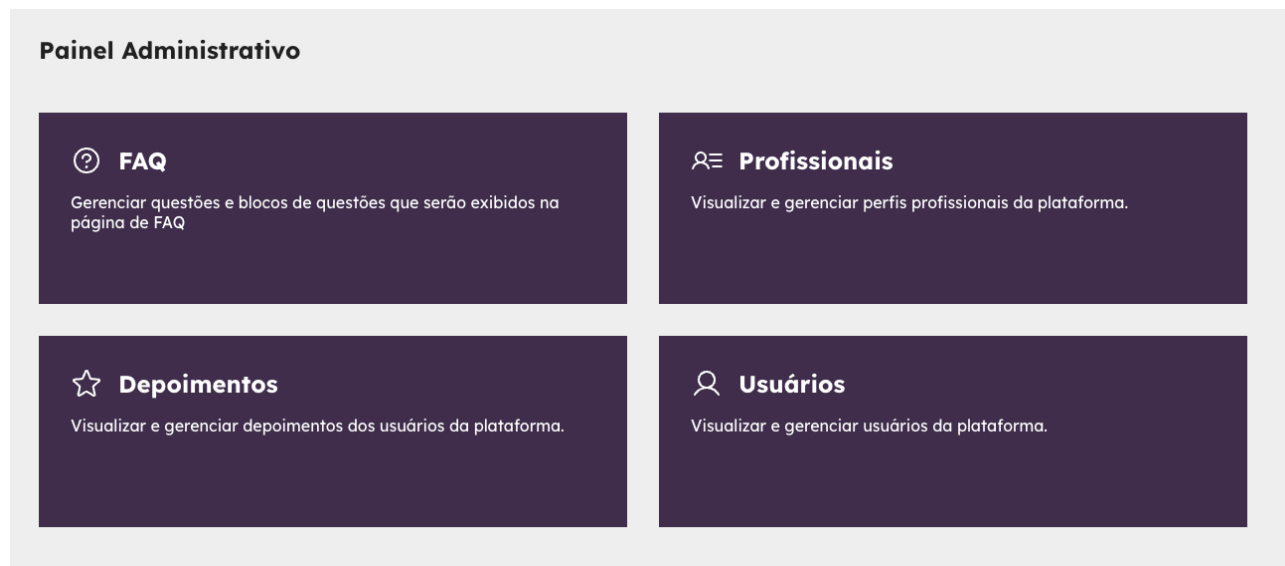 Painel Administrativo
FAQ
Gerenciar questões e blocos de questões que serão exibidos na
página de FAQ
Profissionais
Visualizar e gerenciar perfis profissionais da plataforma.
Depoimentos
Visualizar e gerenciar depoimentos dos usuários da plataforma.
Usuários
Visualizar e gerenciar usuários da plataforma.